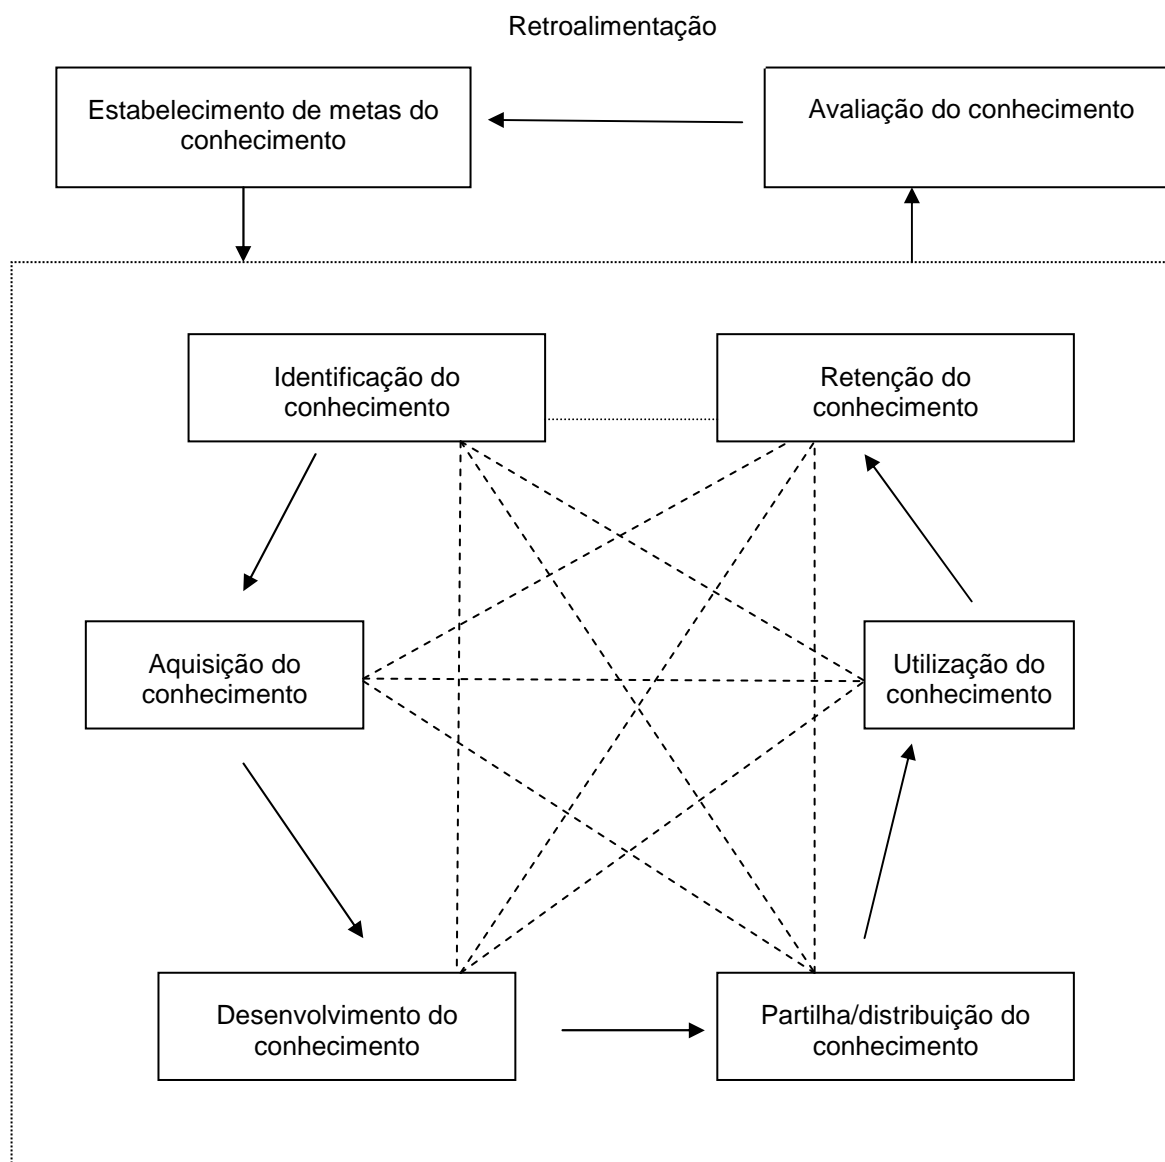 Retroalimentação
Estabelecimento de metas do
conhecimento
Avaliação do conhecimento
Identificação do
conhecimento
Retenção do
conhecimento
Aquisição do
conhecimento
Utilização do
conhecimento
Desenvolvimento do
conhecimento
Partilha/distribuição do
conhecimento